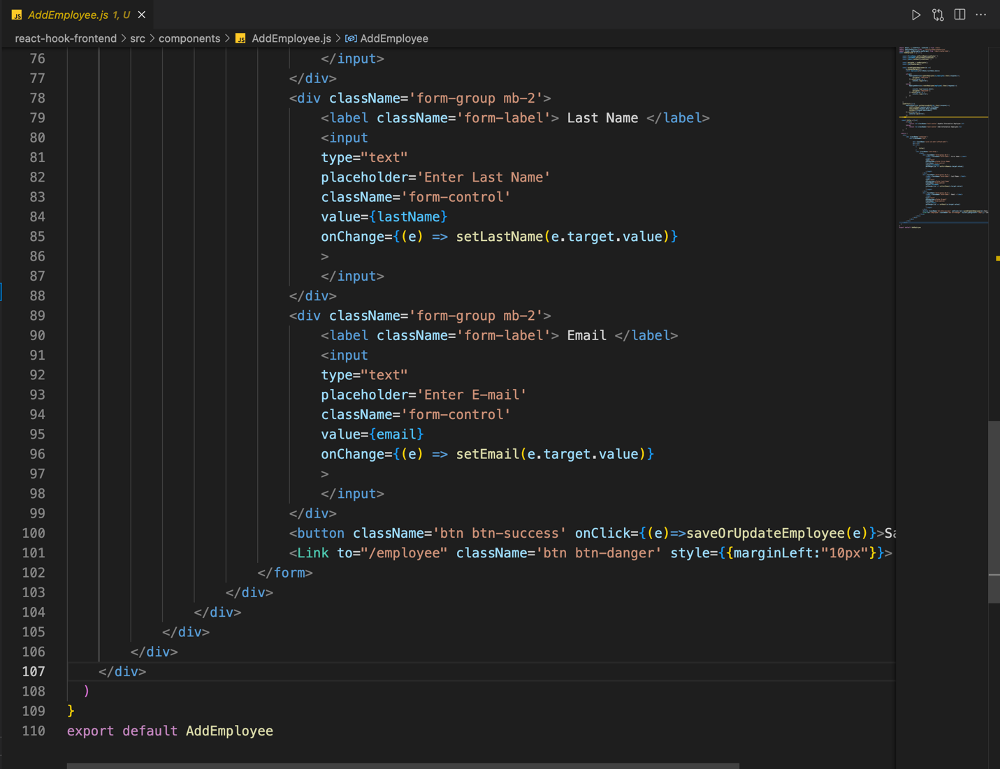 JS AddEmployee.js 1, U
react-hook-frontend > src > components > JS AddEmployee.js > AddEmployee
76 </input>
77 </div>
78 <div className='form-group mb-2'>
79 <label className='form-label'> Last Name </label>
80 <input
81 type="text"
82 placeholder='Enter Last Name'
83 className='form-control'
84 value={lastName}
85 onChange={(e) => setLastName(e.target.value)}
86 >
87 </input>
88 </div>
89 <div className='form-group mb-2'>
90 <label className='form-label'> Email </label>
91 <input
92 type="text"
93 placeholder='Enter E-mail'
94 className='form-control'
95 value={email}
96 onChange={(e) => setEmail(e.target.value)}
97 >
98 </input>
99 </div>
100 <button className='btn btn-success' onClick={(e)=>saveOrUpdateEmployee(e)}>Sa
101 <Link to="/employee" className='btn btn-danger' style={{marginLeft:"10px"}}>
102 </form>
103 </div>
104 </div>
105 </div>
106 </div>
107 </div>
108 )
109 }
110 export default AddEmployee